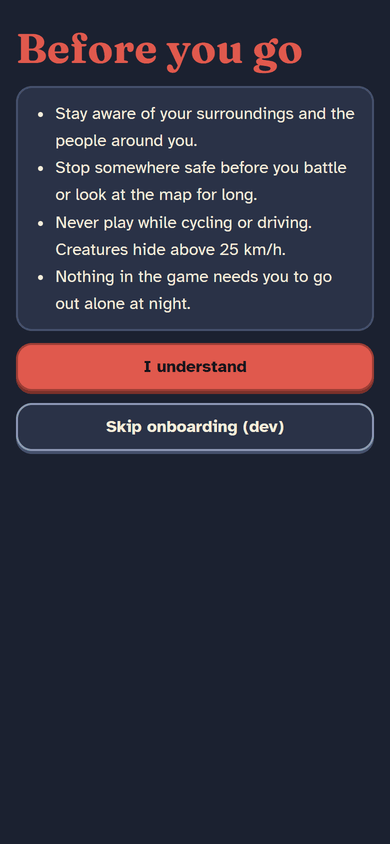 Before you go
• Stay aware of your surroundings and the
people around you.
• Stop somewhere safe before you battle
or look at the map for long.
• Never play while cycling or driving.
Creatures hide above 25 km/h.
• Nothing in the game needs you to go
out alone at night.
I understand
Skip onboarding (dev)